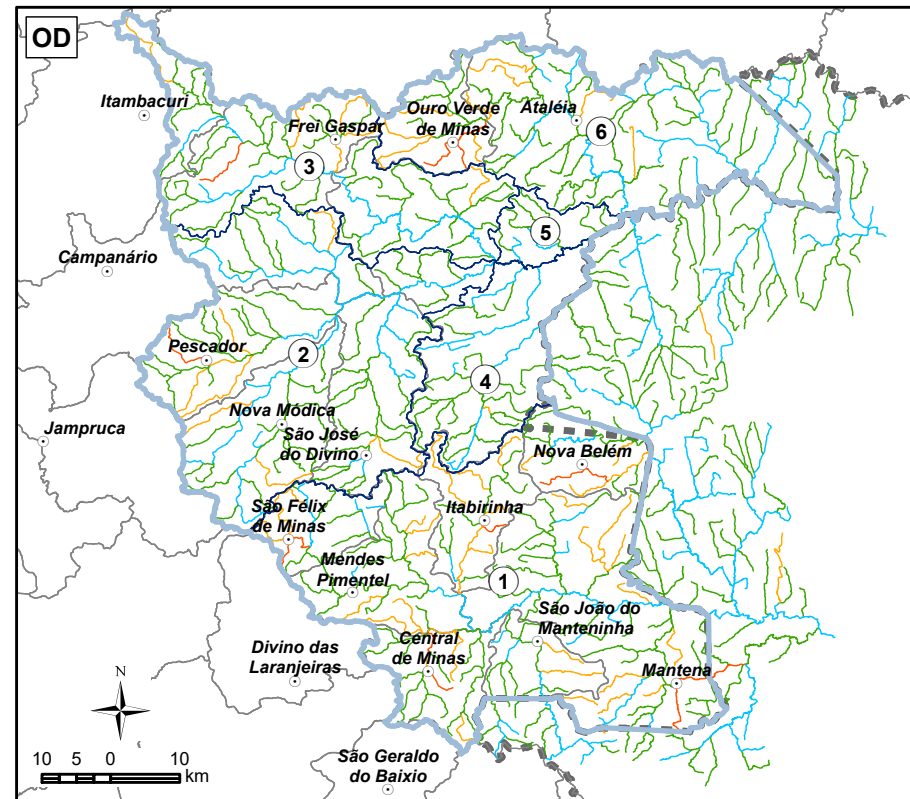 OD
Itambacuri
Frei Gaspar
Ouro Verde
de Minas
Ataléia
6
3
5
Campanário
Pescador
2
4
Nova Módica
São José
do Divino
Jampruca
Nova Belém
São Félix
de Minas
Itabirinha
Mendes
Pimentel
1
São João do
Manteninha
Divino das
Laranjeiras
Central
de Minas
Mantena
N
São Geraldo
do Baixio
10 5 0 10
km